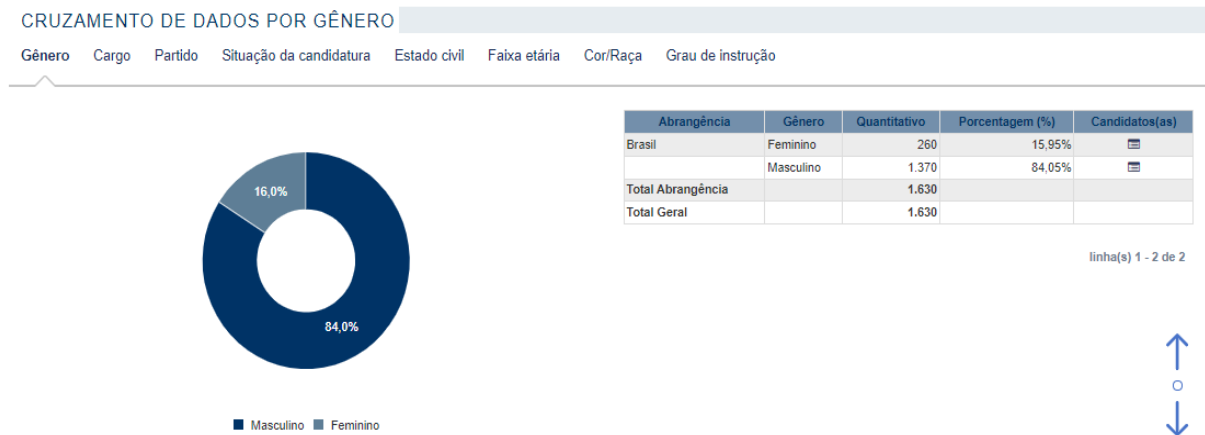 CRUZAMENTO DE DADOS POR GÊNERO
Gênero Cargo Partido Situação da candidatura Estado civil Faixa etária Cor/Raça Grau de instrução
Abrangência Gênero Quantitativo Porcentagem (%) Candidatos(as)
Brasil Feminino 260 15,95%
Masculino 1.370 84,05%
Total Abrangência 1.630
Total Geral 1.630
linha(s) 1 - 2 de 2
16,0%
84,0%
Masculino Feminino